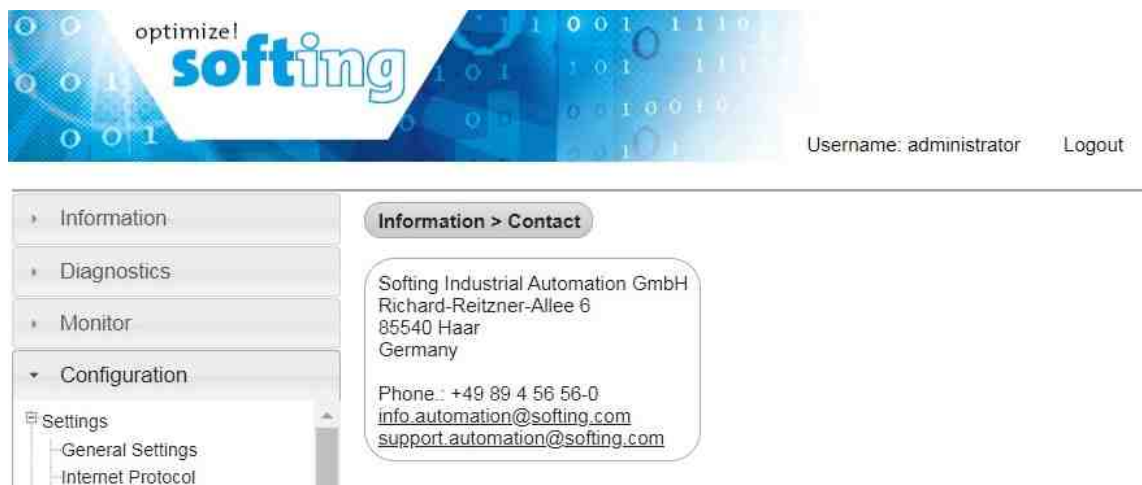 optimize!
softing
Username: administrator Logout
Information
Diagnostics
Monitor
Configuration
Settings
General Settings
Internet Protocol
Information > Contact
Softing Industrial Automation GmbH
Richard-Reitzner-Allee 6
85540 Haar
Germany
Phone.: +49 89 4 56 56-0
info.automation@softing.com
support.automation@softing.com